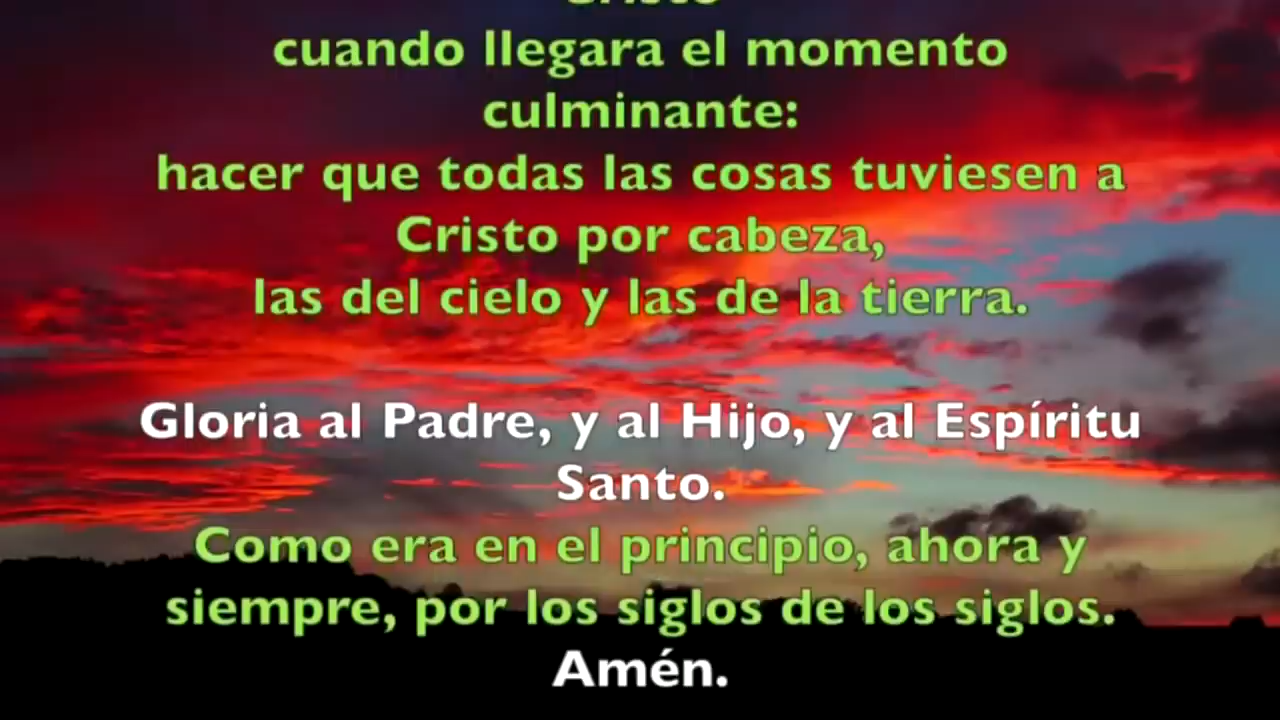 Cristo
cuando llegara el momento
culminante:
hacer que todas las cosas tuviesen a
Cristo por cabeza,
las del cielo y las de la tierra.
Gloria al Padre, y al Hijo, y al Espíritu
Santo.
Como era en el principio, ahora y
siempre, por los siglos de los siglos.
Amén.